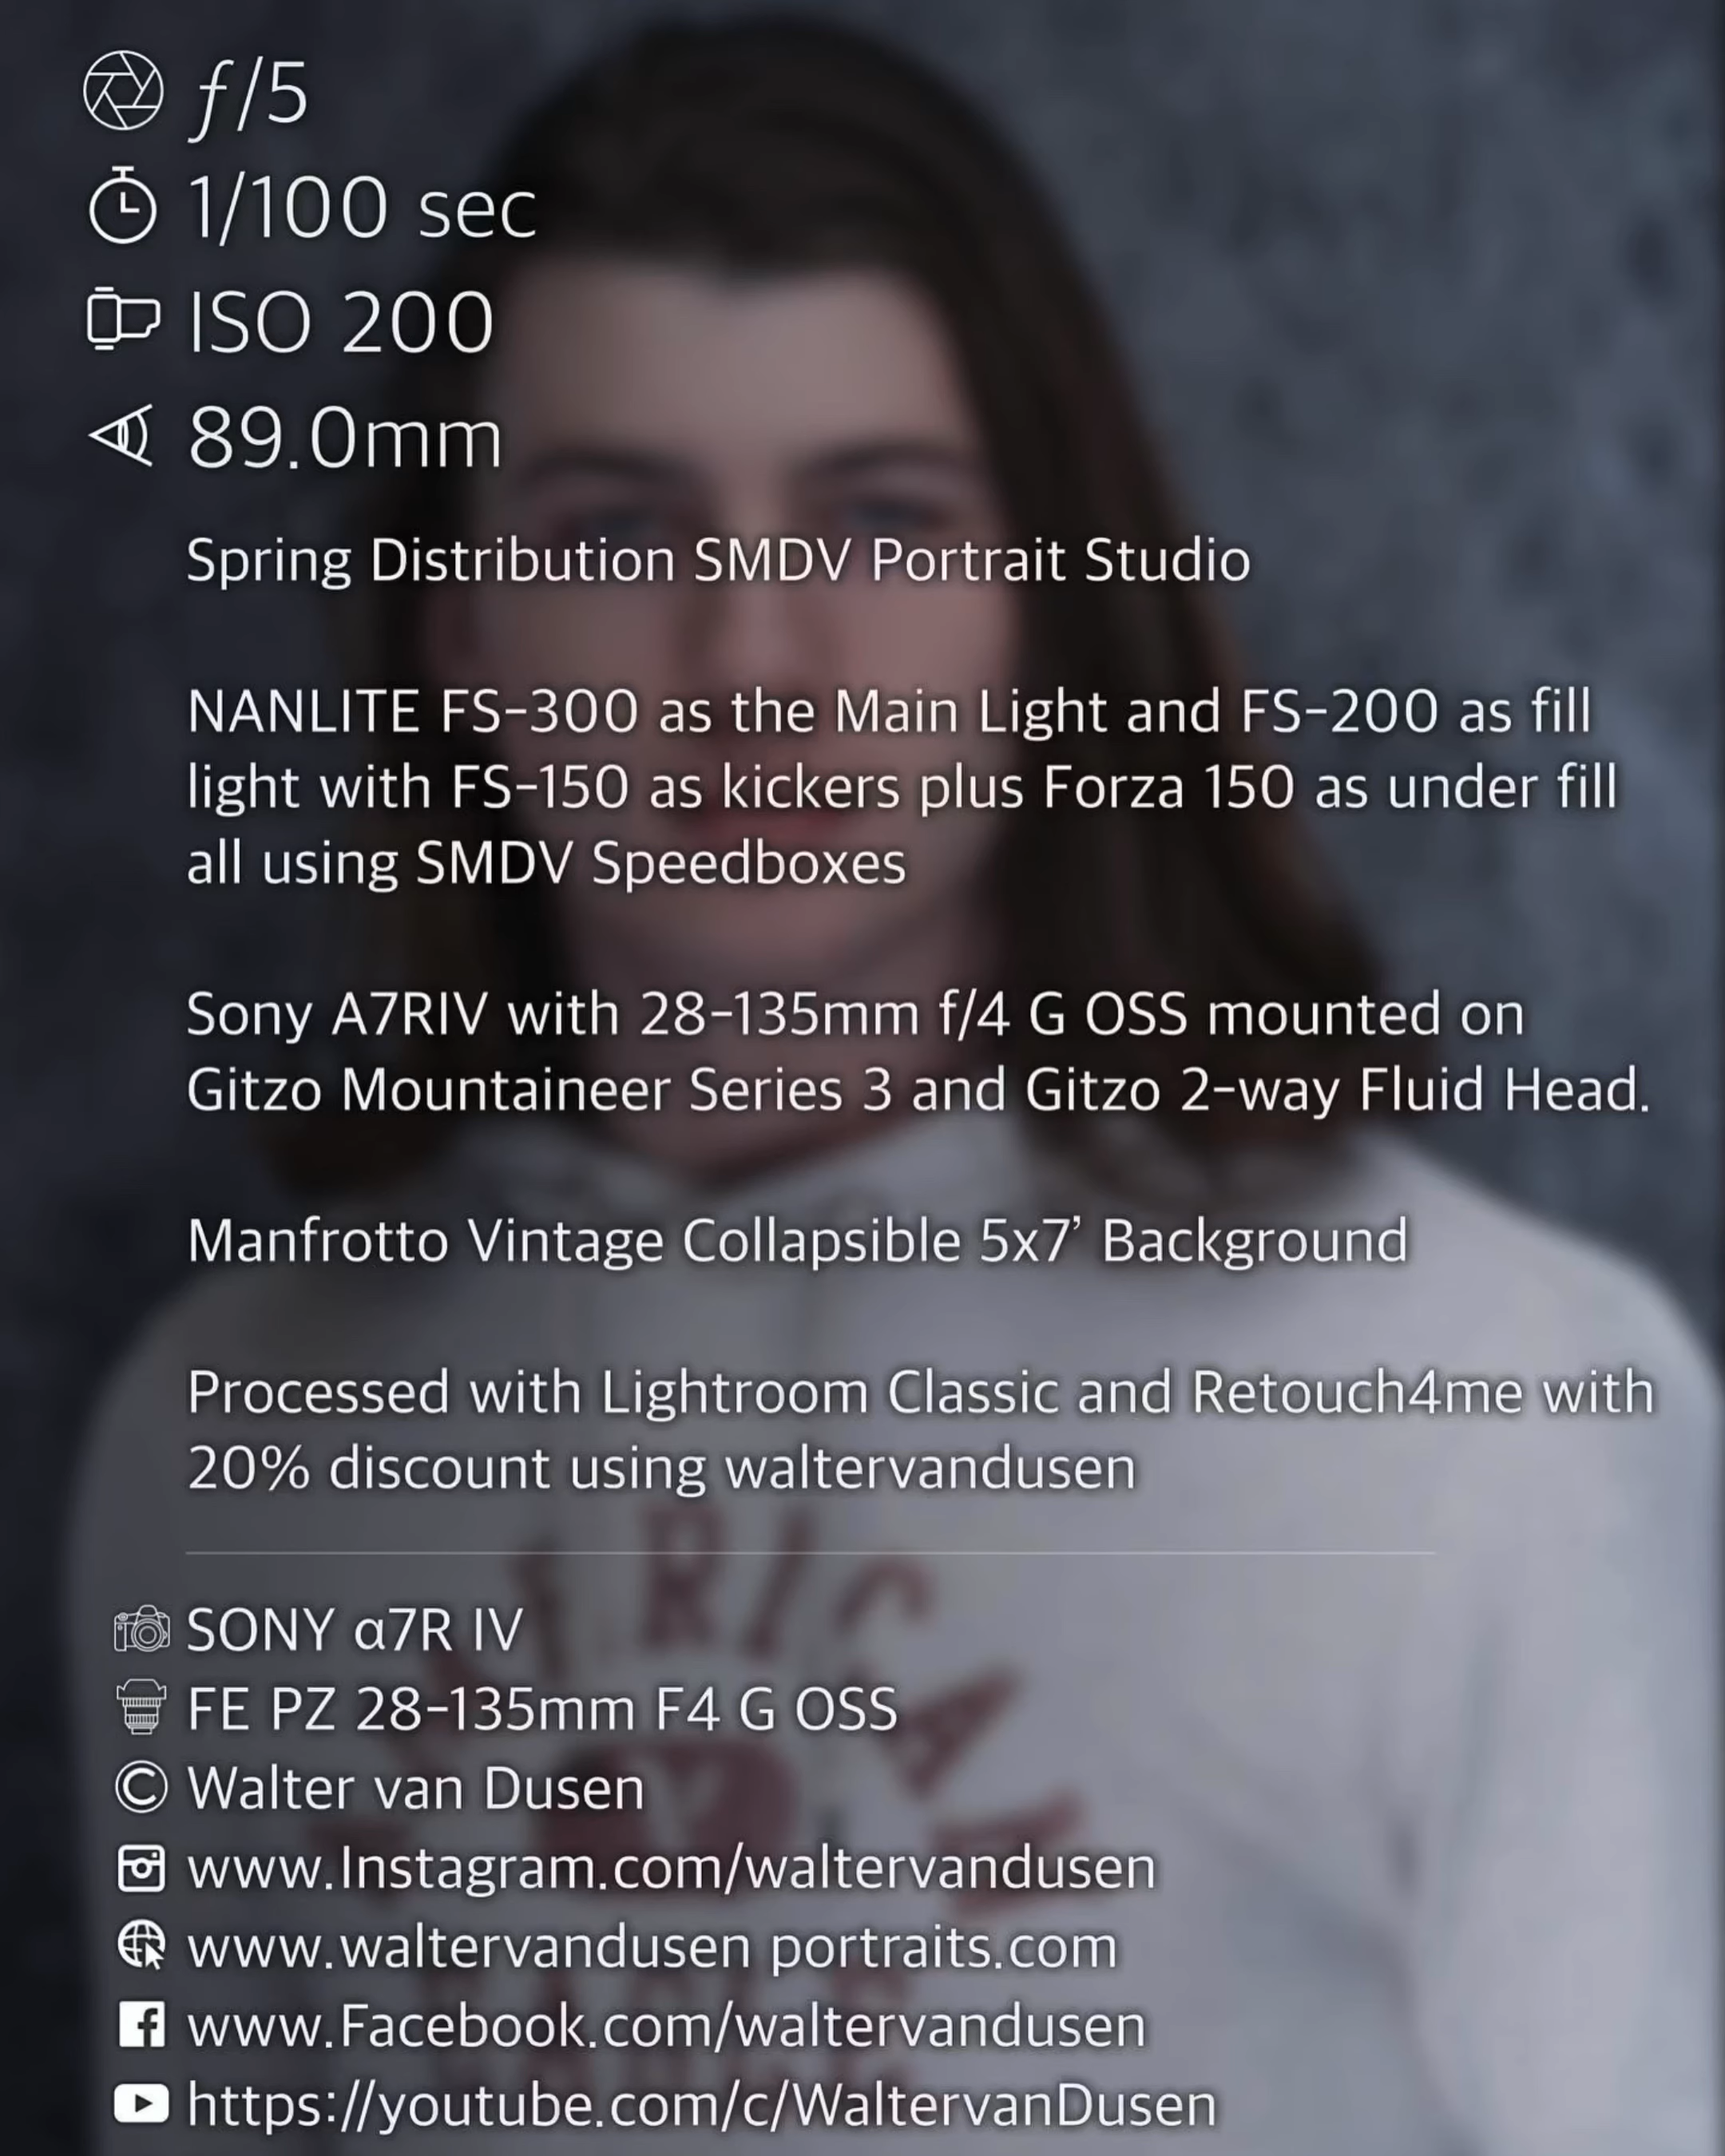 ƒ/5
1/100 sec
ISO 200
89.0mm
Spring Distribution SMDV Portrait Studio
NANLITE FS-300 as the Main Light and FS-200 as fill
light with FS-150 as kickers plus Forza 150 as under fill
all using SMDV Speedboxes
Sony A7RIV with 28-135mm f/4 G OSS mounted on
Gitzo Mountaineer Series 3 and Gitzo 2-way Fluid Head.
Manfrotto Vintage Collapsible 5x7’ Background
Processed with Lightroom Classic and Retouch4me with
20% discount using waltervandusen
SONY α7R IV
FE PZ 28-135mm F4 G OSS
© Walter van Dusen
www.Instagram.com/waltervandusen
www.waltervandusen portraits.com
www.Facebook.com/waltervandusen
https://youtube.com/c/WaltervanDusen